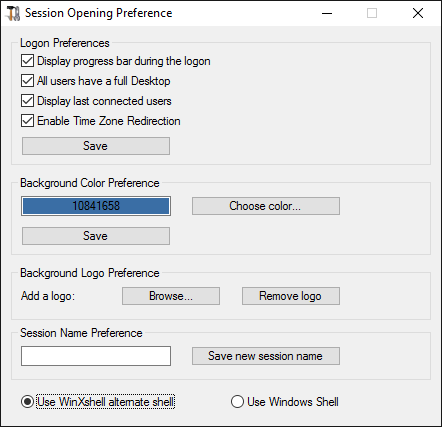 Session Opening Preference
Logon Preferences
Display progress bar during the logon
All users have a full Desktop
Display last connected users
Enable Time Zone Redirection
Save
Background Color Preference
10841658
Choose color...
Save
Background Logo Preference
Add a logo:
Browse...
Remove logo
Session Name Preference
Save new session name
Use WinXshell alternate shell
Use Windows Shell